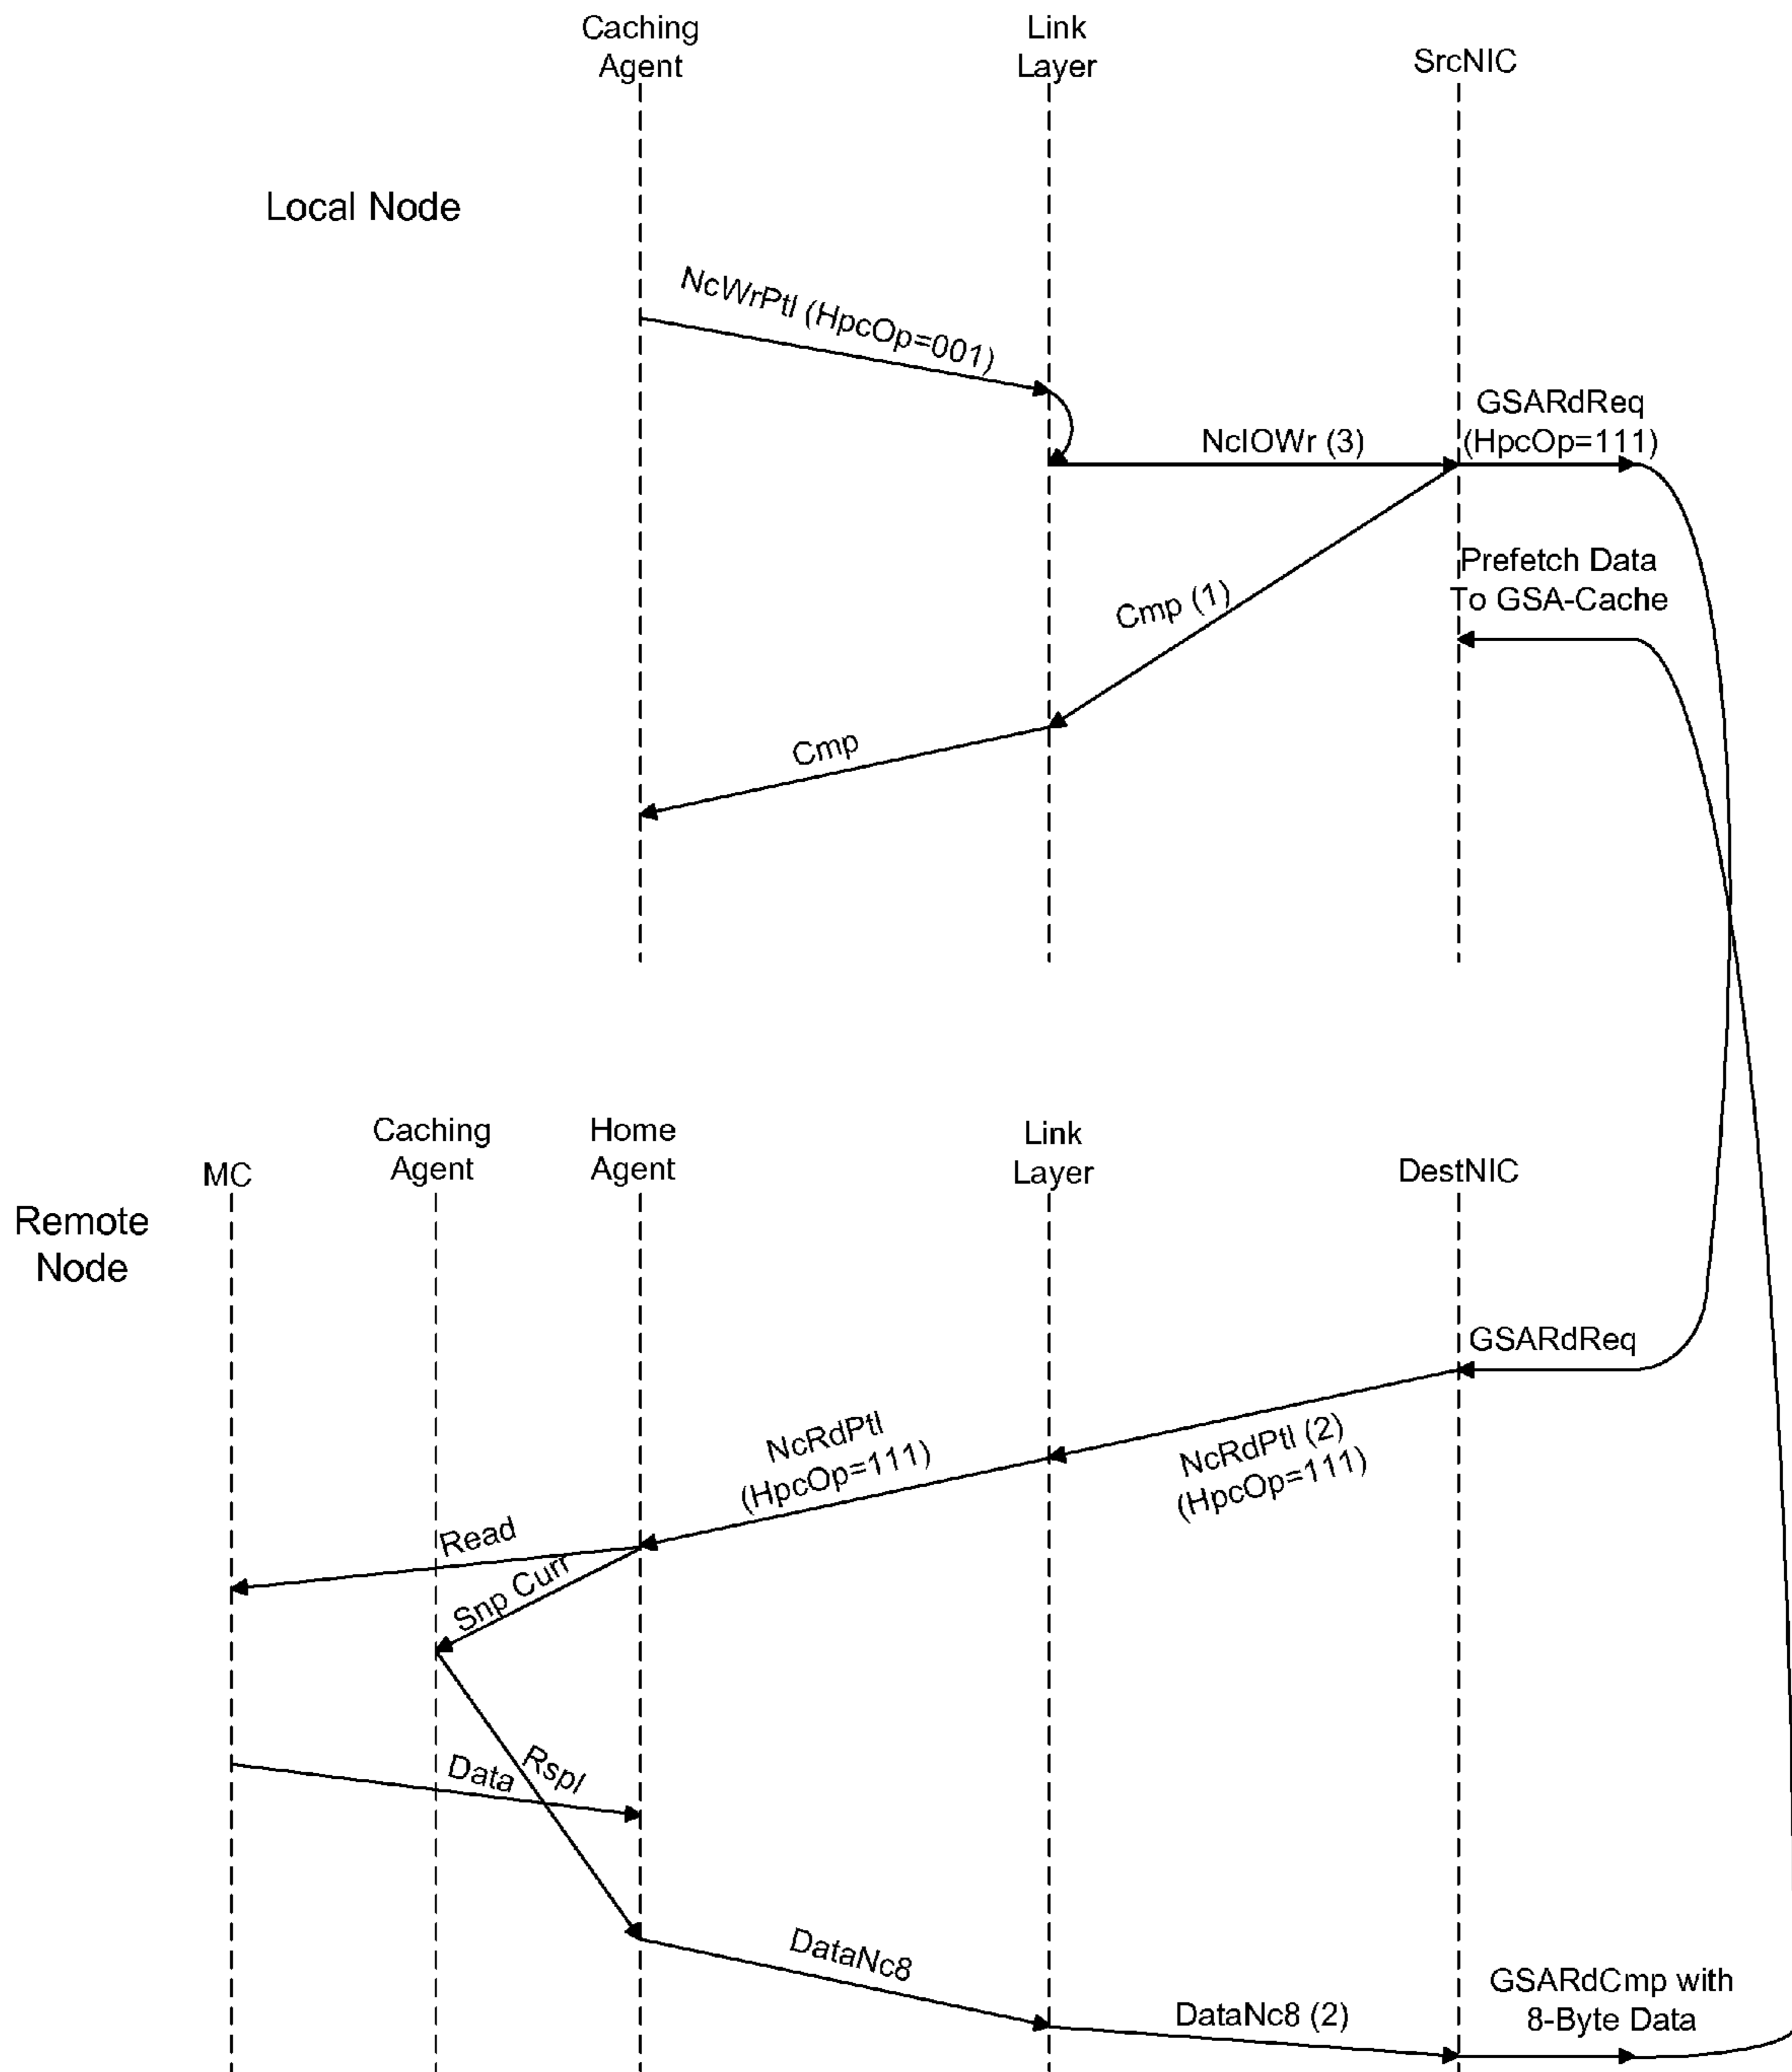 Caching
Agent
Link
Layer
SrcNIC
Local Node
NcWrPtl (HpcOp=001)
GSARdReq
(HpcOp=111)
NcIOWr (3)
Prefetch Data
To GSA-Cache
Cmp (1)
Cmp
Remote
Node
MC
Caching
Agent
Home
Agent
Link
Layer
DestNIC
GSARdReq
NcRdPtl (2)
(HpcOp=111)
NcRdPtl
(HpcOp=111)
Read
Snp Curr
Data
RspI
DataNc8
DataNc8 (2)
GSARdCmp with
8-Byte Data